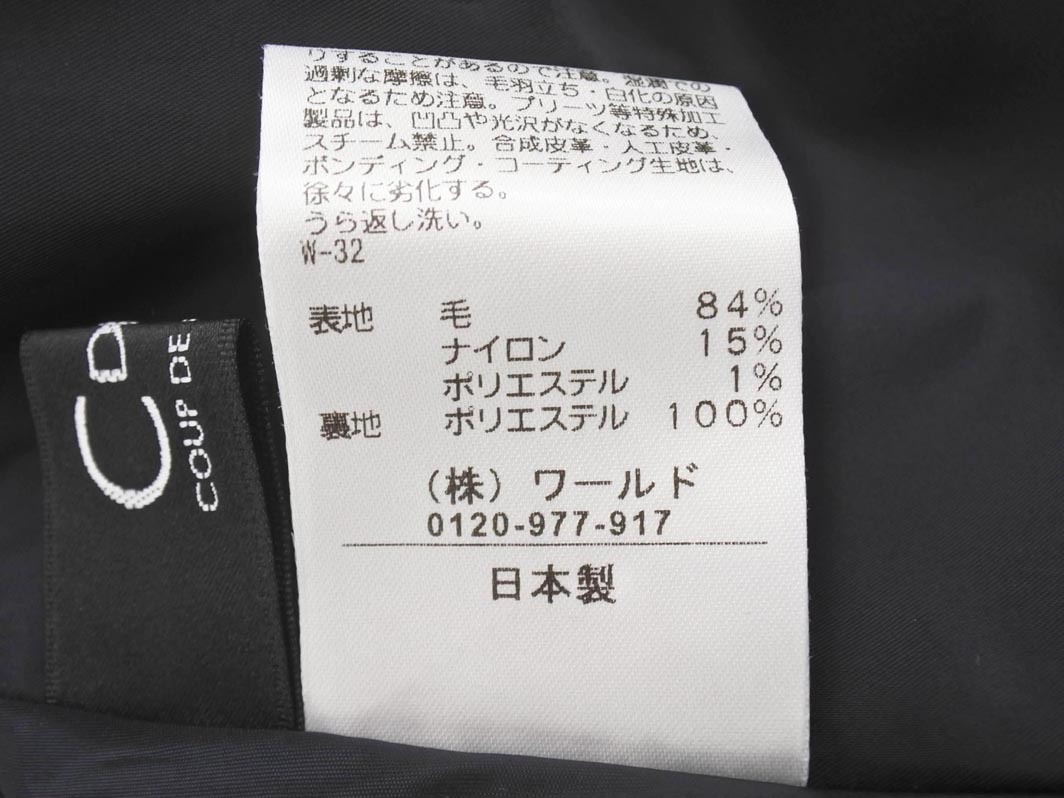 りすることがあるので注意。湿潤での
過剰な摩擦は、毛羽立ち・白化の原因
となるため注意。プリーツ等特殊加工
製品は、凹凸や光沢がなくなるため、
スチーム禁止。合成皮革・人工皮革・
ボンディング・コーティング生地は、
徐々に劣化する。
うら返し洗い。
W-32
表地 毛 84%
ナイロン 15%
ポリエステル 1%
裏地 ポリエステル 100%
(株) ワールド
0120-977-917
日本製
COUP DE